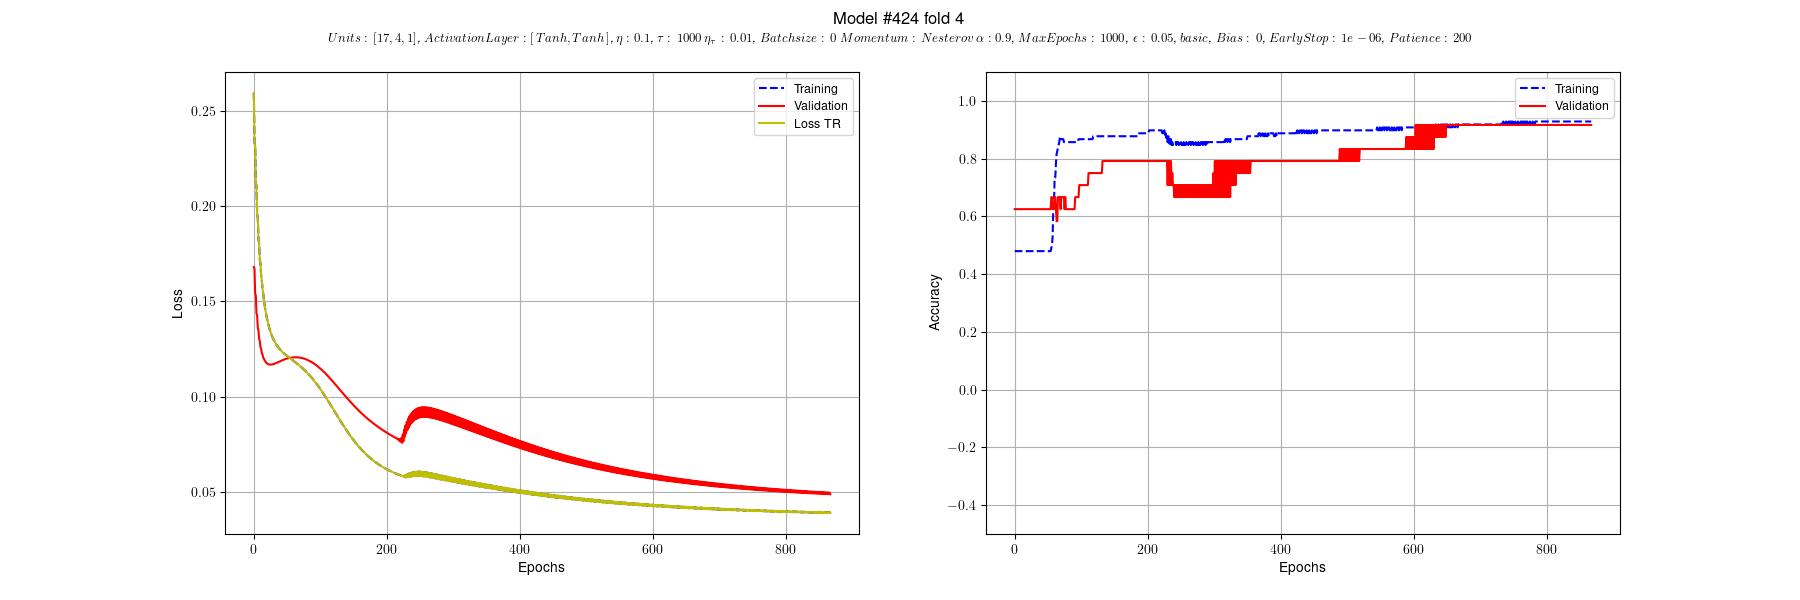 Model #424 fold 4
Units : [17, 4, 1], ActivationLayer : [Tanh, Tanh], η : 0.1, τ : 1000 η_τ : 0.01, Batchsize : 0 Momentum : Nesterov α : 0.9, MaxEpochs : 1000, ϵ : 0.05, basic, Bias : 0, EarlyStop : 1e − 06, Patience : 200
Training
Validation
Loss TR
0.25
0.20
0.15
0.10
0.05
Loss
0 200 400 600 800
Epochs
Training
Validation
1.0
0.8
0.6
0.4
0.2
0.0
−0.2
−0.4
Accuracy
0 200 400 600 800
Epochs